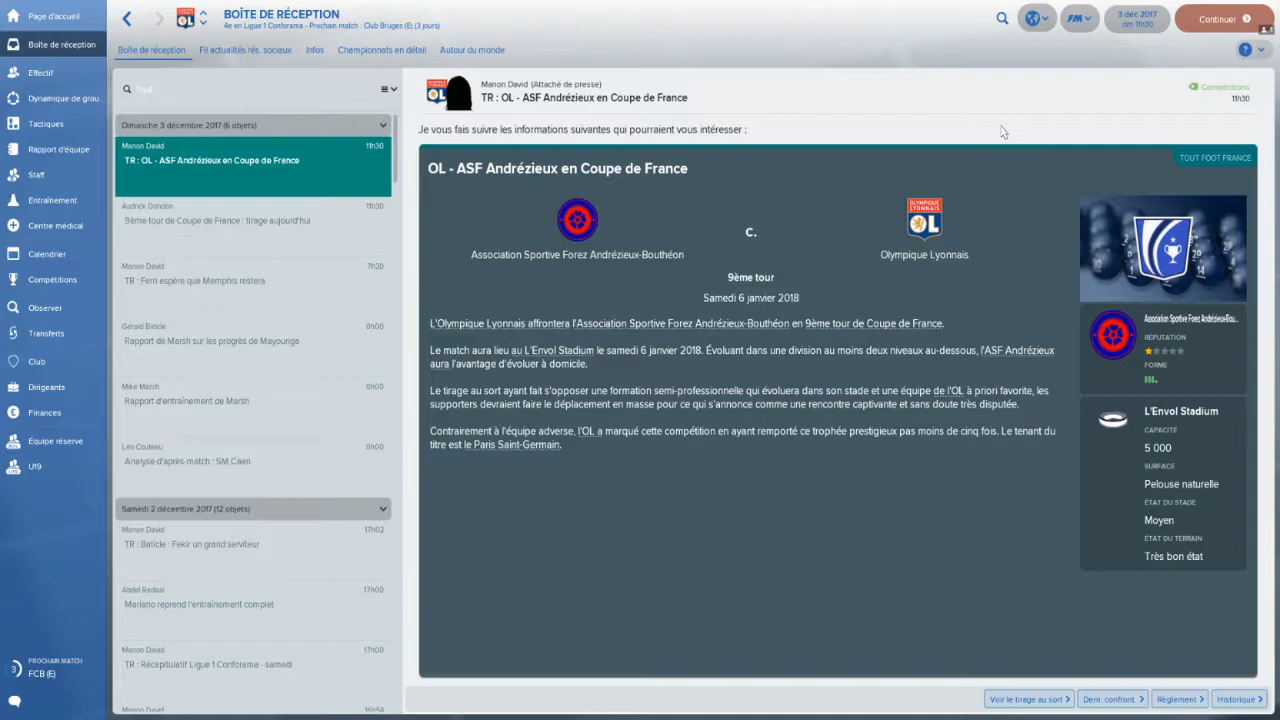 Page d'accueil
Boîte de réception
Effectif
Dynamique de grou...
Tactiques
Rapport d'équipe
Staff
Entraînement
Centre médical
Calendrier
Compétitions
Observer
Transferts
Club
Dirigeants
Finances
Équipe réserve
U19
3
PROCHAIN MATCH
FCB (E)
BOÎTE DE RÉCEPTION
4e en Ligue 1 Conforama - Prochain match : Club Bruges (E) (3 jours)
FM
3 déc 2017
dim 11h30
Continuer
Boîte de réception
Fil actualités rés. sociaux
Infos
Championnats en détail
Autour du monde
?
Tout
Dimanche 3 décembre 2017 (6 objets)
Manon David 11h30
TR : OL - ASF Andrézieux en Coupe de France
Audrick Dondon 11h30
9ème tour de Coupe de France : tirage aujourd'hui
Manon David 7h20
TR : Ferri espère que Memphis restera
Gérald Baticle 0h00
Rapport de Marsh sur les progrès de Mayounga
Mike Marsh 0h00
Rapport d'entraînement de Marsh
Leo Couteau 0h00
Analyse d'après-match : SM Caen
Samedi 2 décembre 2017 (12 objets)
Manon David 17h02
TR : Baticle : Fekir un grand serviteur
Abdel Redissi 17h00
Mariano reprend l'entraînement complet
Manon David 17h00
TR : Récapitulatif Ligue 1 Conforama - samedi
Manon David 16h54
Manon David (Attaché de presse)
TR : OL - ASF Andrézieux en Coupe de France
Compétitions
11h30
Je vous fais suivre les informations suivantes qui pourraient vous intéresser :
TOUT FOOT FRANCE
OL - ASF Andrézieux en Coupe de France
OLYMPIQUE
LYONNAIS
OL
C.
Association Sportive Forez Andrézieux-Bouthéon
Olympique Lyonnais
9ème tour
Samedi 6 janvier 2018
L'Olympique Lyonnais affrontera l'Association Sportive Forez Andrézieux-Bouthéon en 9ème tour de Coupe de France.
Le match aura lieu au L'Envol Stadium le samedi 6 janvier 2018. Évoluant dans une division au moins deux niveaux au-dessous, l'ASF Andrézieux
aura l'avantage d'évoluer à domicile.
Le tirage au sort ayant fait s'opposer une formation semi-professionnelle qui évoluera dans son stade et une équipe de l'OL à priori favorite, les
supporters devraient faire le déplacement en masse pour ce qui s'annonce comme une rencontre captivante et sans doute très disputée.
Contrairement à l'équipe adverse, l'OL a marqué cette compétition en ayant remporté ce trophée prestigieux pas moins de cinq fois. Le tenant du
titre est le Paris Saint-Germain.
Association Sportive Forez Andrézieux-Bou...
RÉPUTATION
FORME
L'Envol Stadium
CAPACITÉ
5 000
SURFACE
Pelouse naturelle
ÉTAT DU STADE
Moyen
ÉTAT DU TERRAIN
Très bon état
Voir le tirage au sort
Dern. confront.
Règlement
Historique